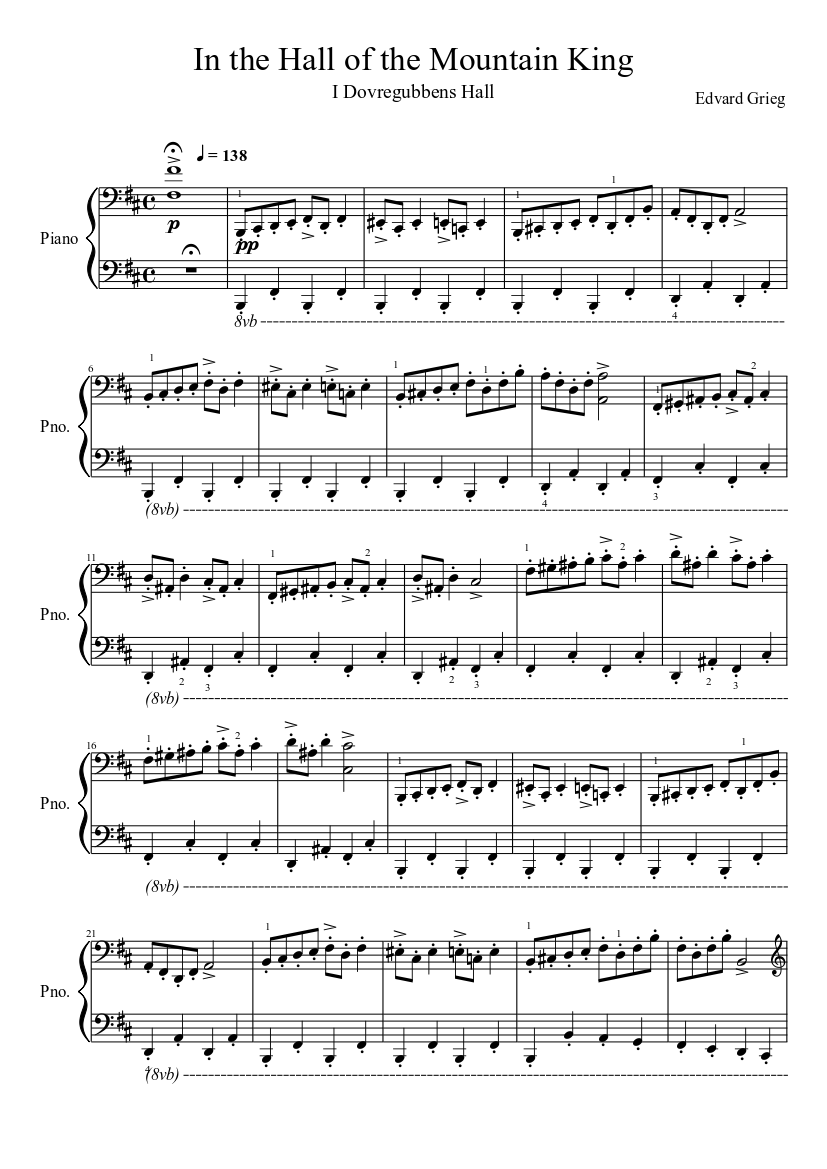 In the Hall of the Mountain King
I Dovregubbens Hall
Edvard Grieg
♩ = 138
1 1
Piano
p
pp
8vb
4
6
1 1 1 2
Pno.
(8vb)
4 3
11
1 2 1 2
Pno.
(8vb)
2 3 2 3 2 3
16
1 2 1 1 1
Pno.
(8vb)
21
1 1 1
Pno.
4
(8vb)